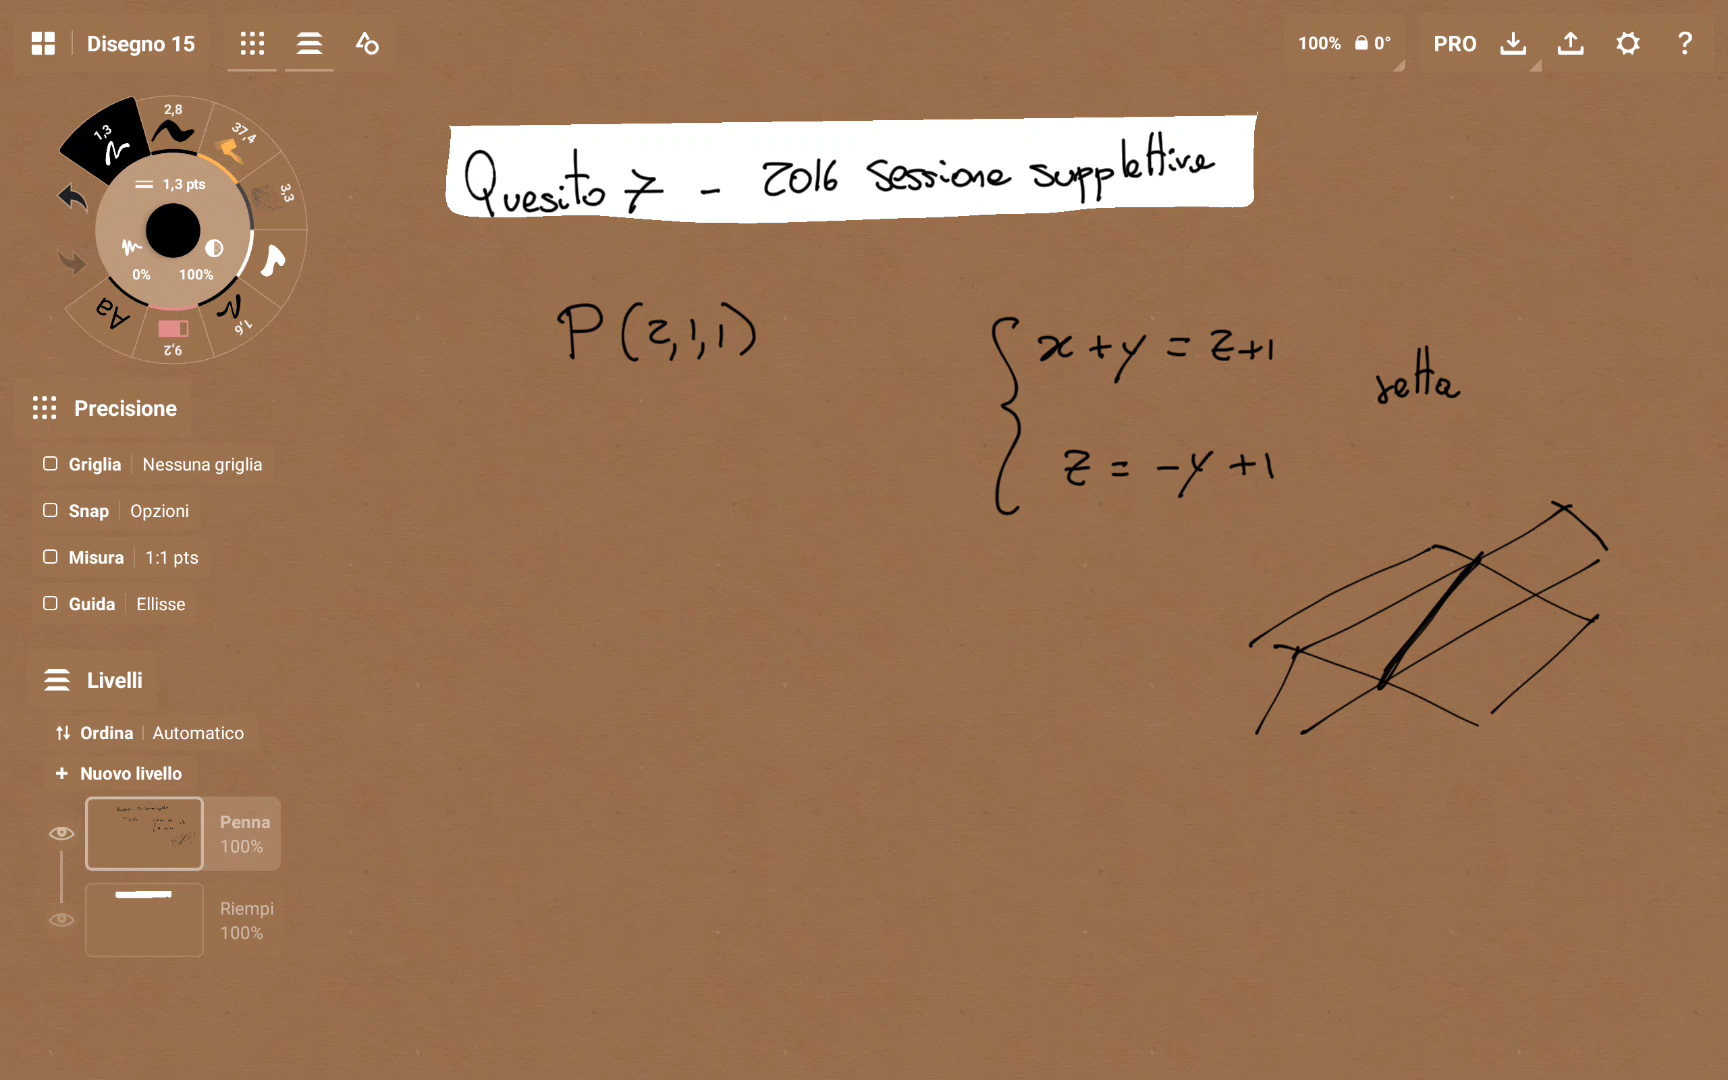 Disegno 15
100% 0° PRO ?
2,8
1,3
37,4
3,3
1,3 pts
0% 100%
Aa
1,6
9,2
Quesito 7 - 2016 sessione supplettiva
P (2,1,1)
x + y = z+1
retta
z = -y +1
Precisione
Griglia Nessuna griglia
Snap Opzioni
Misura 1:1 pts
Guida Ellisse
Livelli
Ordina Automatico
+ Nuovo livello
Penna
100%
Riempi
100%